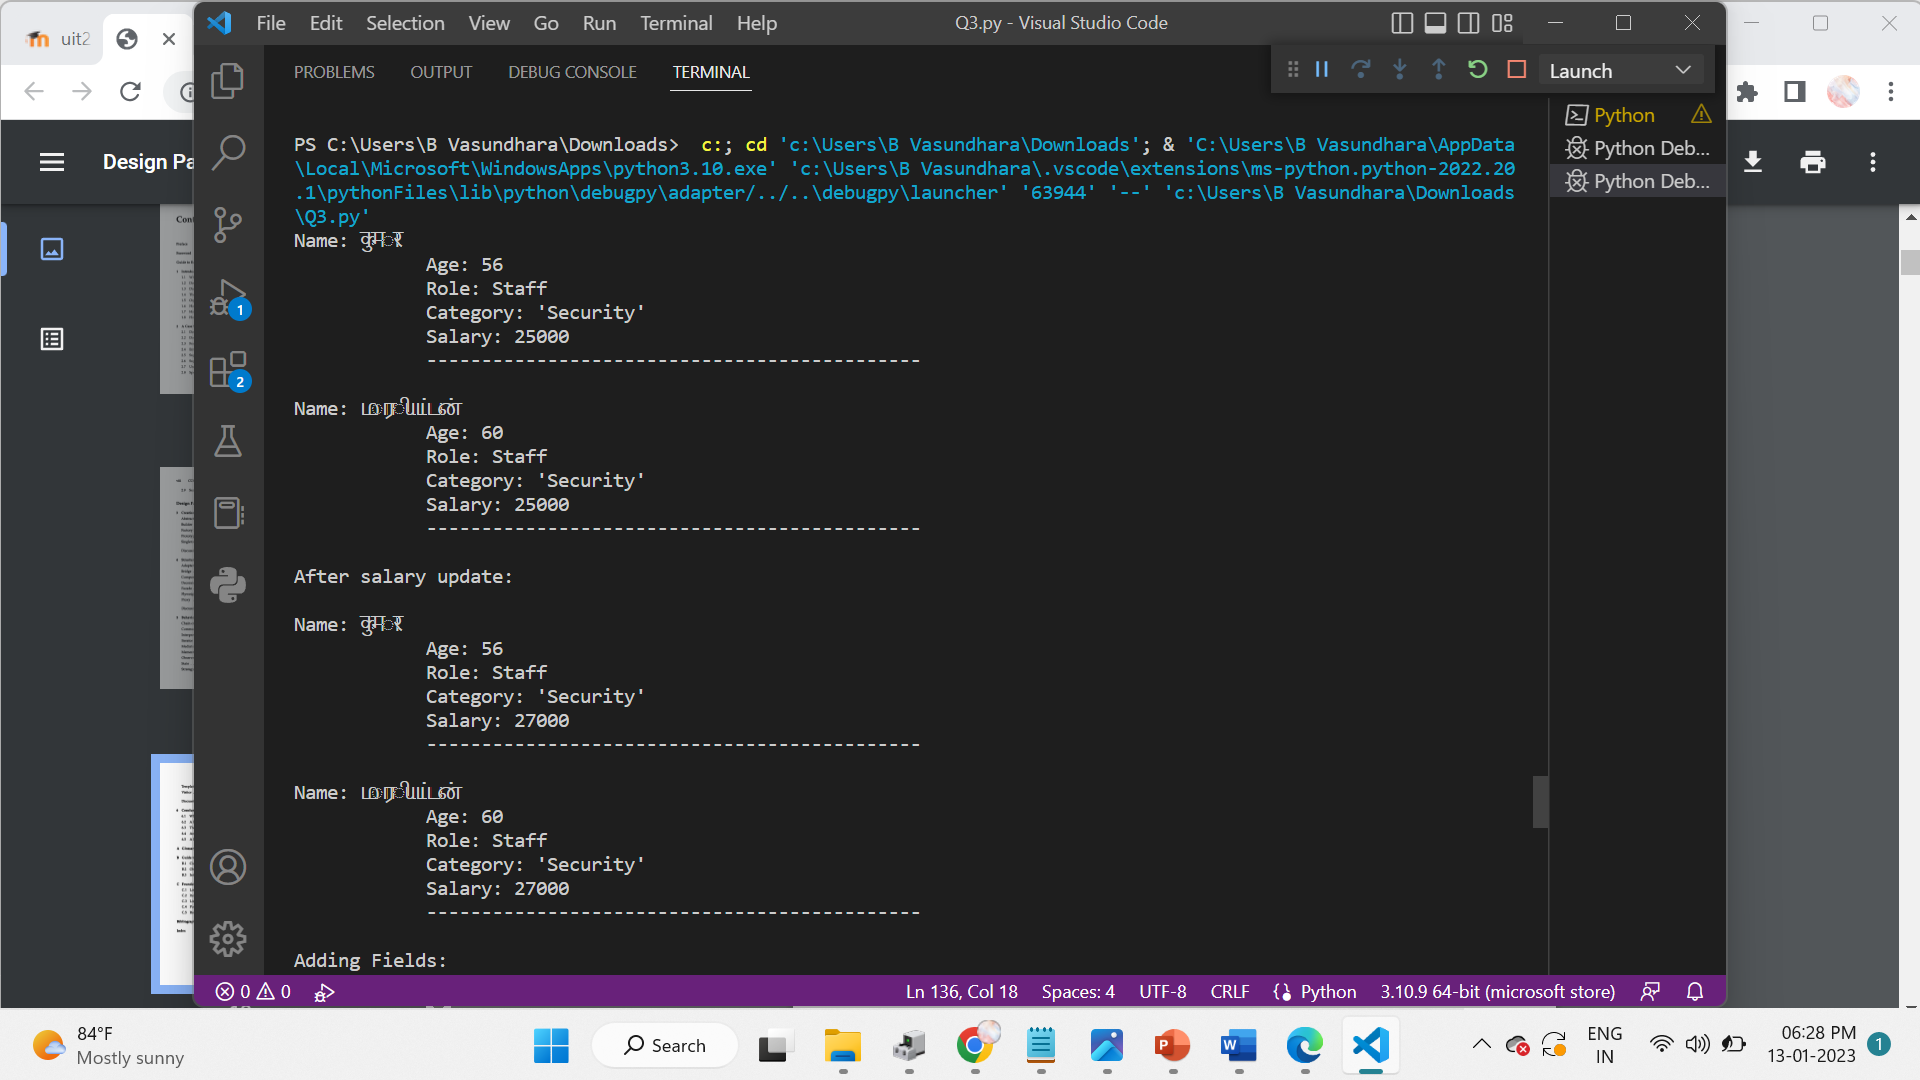 uit2
Design Pa
File Edit Selection View Go Run Terminal Help
Q3.py - Visual Studio Code
PROBLEMS OUTPUT DEBUG CONSOLE TERMINAL
Launch
Python
Python Deb...
Python Deb...
PS C:\Users\B Vasundhara\Downloads>  c:; cd 'c:\Users\B Vasundhara\Downloads'; & 'C:\Users\B Vasundhara\AppData
\Local\Microsoft\WindowsApps\python3.10.exe' 'c:\Users\B Vasundhara\.vscode\extensions\ms-python.python-2022.20
.1\pythonFiles\lib\python\debugpy\adapter/../..\debugpy\launcher' '63944' '--' 'c:\Users\B Vasundhara\Downloads
\Q3.py'
Name: कुमार
Age: 56
Role: Staff
Category: 'Security'
Salary: 25000
---------------------------------------------
Name:
Age: 60
Role: Staff
Category: 'Security'
Salary: 25000
---------------------------------------------
After salary update:
Name: कुमार
Age: 56
Role: Staff
Category: 'Security'
Salary: 27000
---------------------------------------------
Name:
Age: 60
Role: Staff
Category: 'Security'
Salary: 27000
---------------------------------------------
Adding Fields:
1
2
0 0
Ln 136, Col 18 Spaces: 4 UTF-8 CRLF Python 3.10.9 64-bit (microsoft store)
84°F
Mostly sunny
Search
ENG
IN
06:28 PM
13-01-2023
1